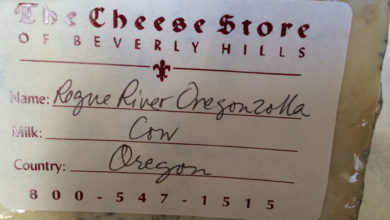 The Cheese Store
OF BEVERLY HILLS
Name: Rogue River Oregonzolla
Milk: Cow
Country: Oregon
800-547-1515